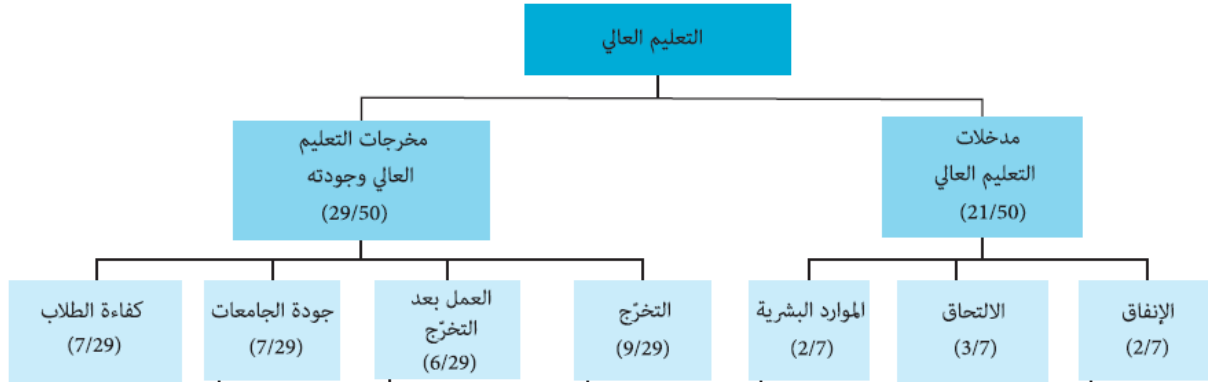 التعليم العالي
مدخلات
التعليم العالي
(21/50)
مخرجات التعليم
العالي وجودته
(29/50)
الإنفاق
(2/7)
الالتحاق
(3/7)
الموارد البشرية
(2/7)
التخرّج
(9/29)
العمل بعد
التخرّج
(6/29)
جودة الجامعات
(7/29)
كفاءة الطلاب
(7/29)